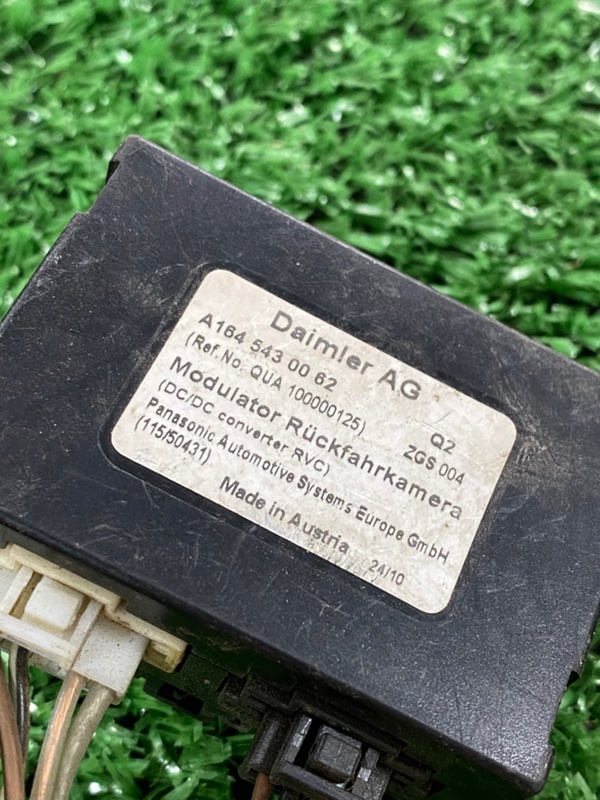 Daimler AG
A164 543 00 62 Q2
(Ref.No. QUA 100000125) ZGS 004
Modulator Rückfahrkamera
(DC/DC converter RVC)
Panasonic Automotive Systems Europe GmbH
(115/50431)
Made in Austria 24/10